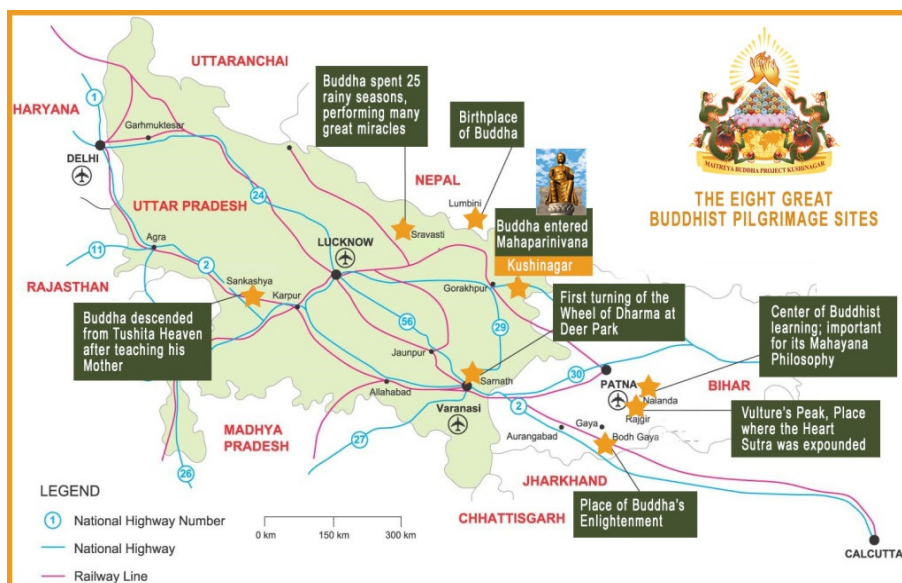 UTTARANCHAI
HARYANA
1
Garhmuktesar
DELHI
Buddha spent 25
rainy seasons,
performing many
great miracles
Birthplace
of Buddha
MAITREYA BUDDHA PROJECT KUSHINAGAR
THE EIGHT GREAT
BUDDHIST PILGRIMAGE SITES
NEPAL
Lumbini
UTTAR PRADESH
24
Sravasti
Buddha entered
Mahaparinivana
Kushinagar
LUCKNOW
Agra
11
2
RAJASTHAN
Sankashya
Karpur
Gorakhpur
Buddha descended
from Tushita Heaven
after teaching his
Mother
First turning of the
Wheel of Dharma at
Deer Park
Center of Buddhist
learning; important
for its Mahayana
Philosophy
56
29
Jaunpur
Sarnath
30
PATNA
BIHAR
Nalanda
Rajgir
Allahabad
Varanasi
2
Vulture's Peak, Place
where the Heart
Sutra was expounded
MADHYA
PRADESH
27
Aurangabad
Gaya
Bodh Gaya
26
JHARKHAND
CHHATTISGARH
Place of Buddha's
Enlightenment
CALCUTTA
LEGEND
1 National Highway Number
National Highway
Railway Line
0 km
150 km
300 km